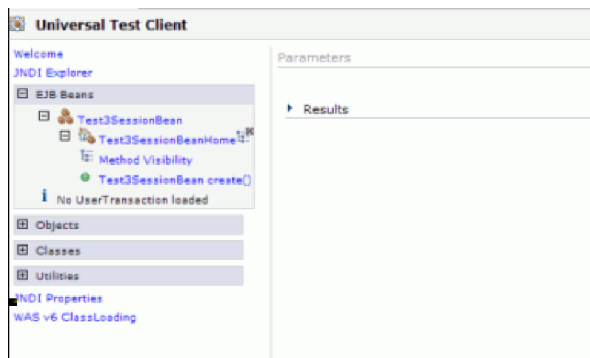 Universal Test Client
Welcome
JNDI Explorer
EJB Beans
Test3SessionBean
Test3SessionBeanHome
Method Visibility
Test3SessionBean create()
No UserTransaction loaded
Objects
Classes
Utilities
JNDI Properties
WAS v6 ClassLoading
Parameters
Results